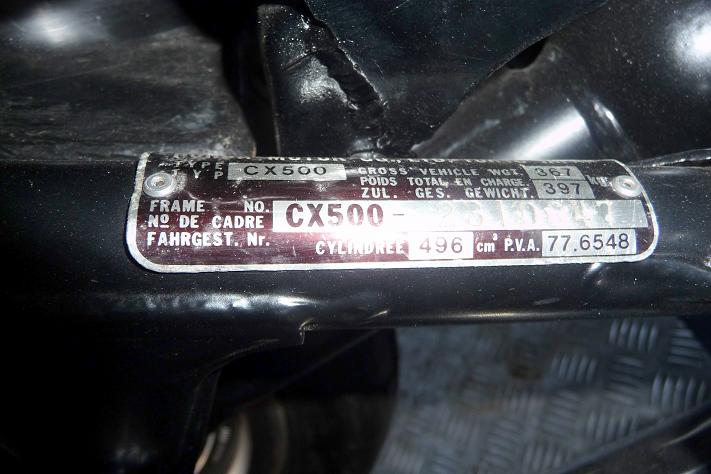 TYPE
TYP CX500 GROSS VEHICLE WGT 367
POIDS TOTAL EN CHARGE
ZUL. GES. GEWICHT. 397
FRAME NO.
Nº DE CADRE CX500-
FAHRGEST. Nr. CYLINDREE 496 cm³ P.V.A. 77.6548